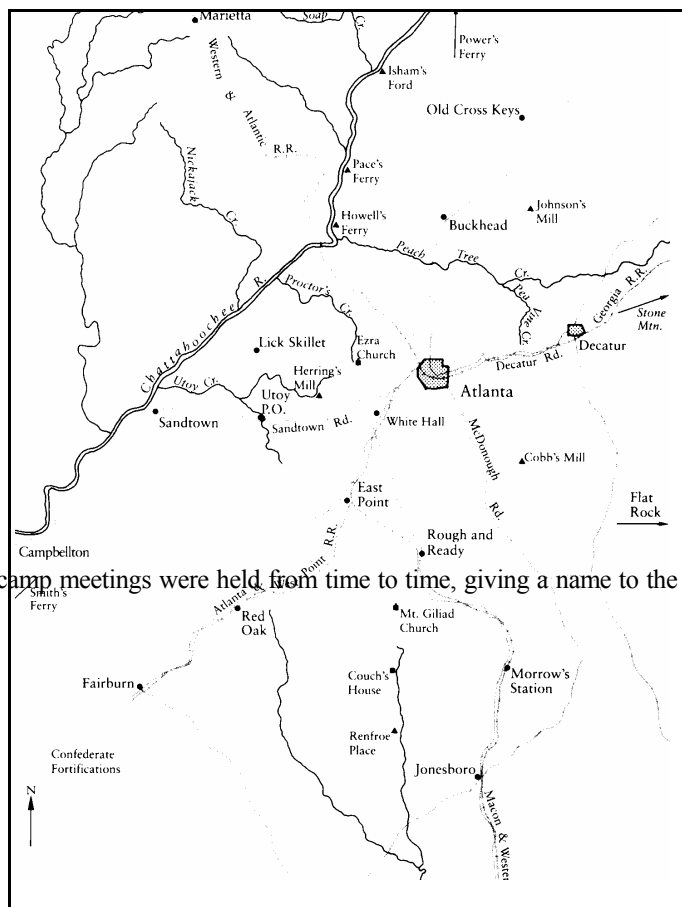 Marietta
Soap
Cr.
Power's
Ferry
Western & Atlantic R.R.
Isham's
Ford
Old Cross Keys
Nickajack Cr.
Pace's
Ferry
Johnson's
Mill
Howell's
Ferry
Buckhead
Peach Tree Cr.
Georgia R.R.
Chattahoochee R.
Proctor's Cr.
Pea Vine Cr.
Stone
Mtn.
Lick Skillet
Ezra
Church
Decatur Rd.
Decatur
Utoy Cr.
Herring's
Mill
Atlanta
Utoy
P.O.
Sandtown
Sandtown Rd.
White Hall
McDonough Rd.
Cobb's Mill
East
Point
Flat
Rock
Rough and
Ready
Campbellton
camp meetings were held from time to time, giving a name to the
Smith's
Ferry
Atlanta & West Point R.R.
Red
Oak
Mt. Giliad
Church
Fairburn
Couch's
House
Morrow's
Station
Confederate
Fortifications
Renfroe
Place
Jonesboro
N
Macon & Wester